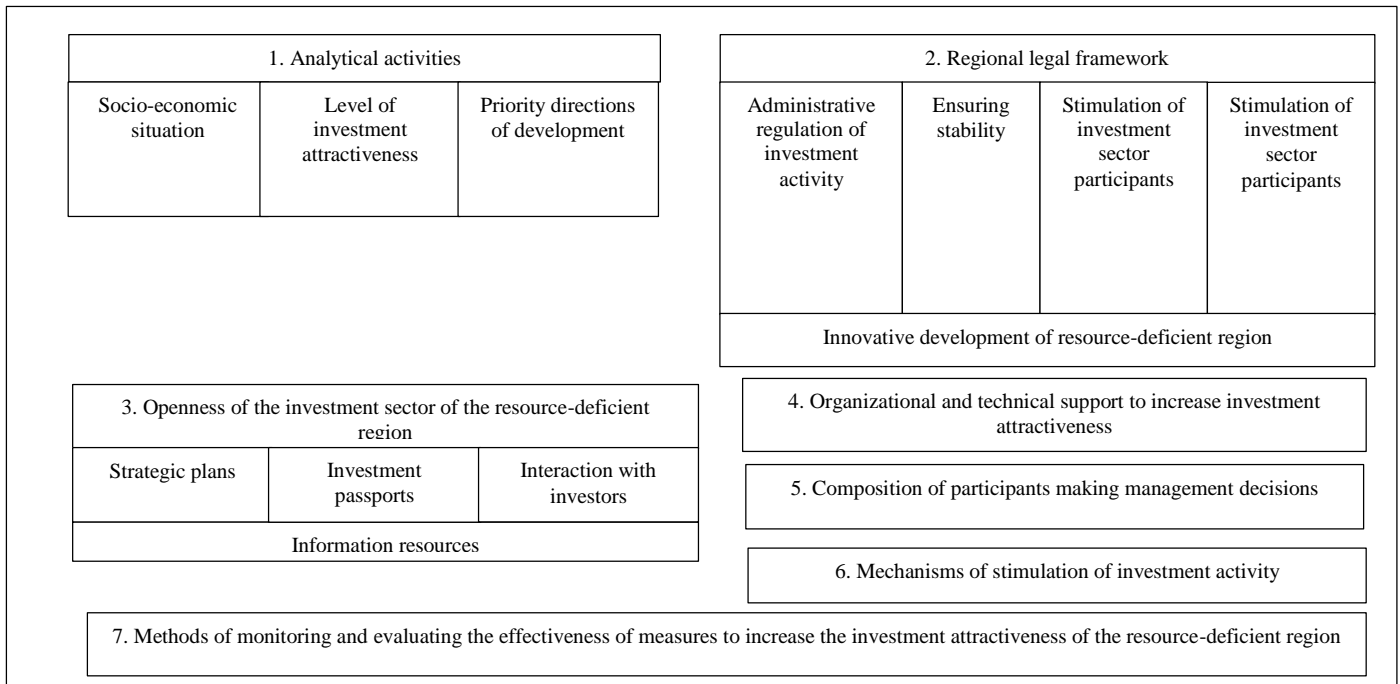 1. Analytical activities
Socio-economic
situation
Level of
investment
attractiveness
Priority directions
of development
2. Regional legal framework
Administrative
regulation of
investment
activity
Ensuring
stability
Stimulation of
investment
sector
participants
Stimulation of
investment
sector
participants
Innovative development of resource-deficient region
3. Openness of the investment sector of the resource-deficient
region
Strategic plans
Investment
passports
Interaction with
investors
Information resources
4. Organizational and technical support to increase investment
attractiveness
5. Composition of participants making management decisions
6. Mechanisms of stimulation of investment activity
7. Methods of monitoring and evaluating the effectiveness of measures to increase the investment attractiveness of the resource-deficient region